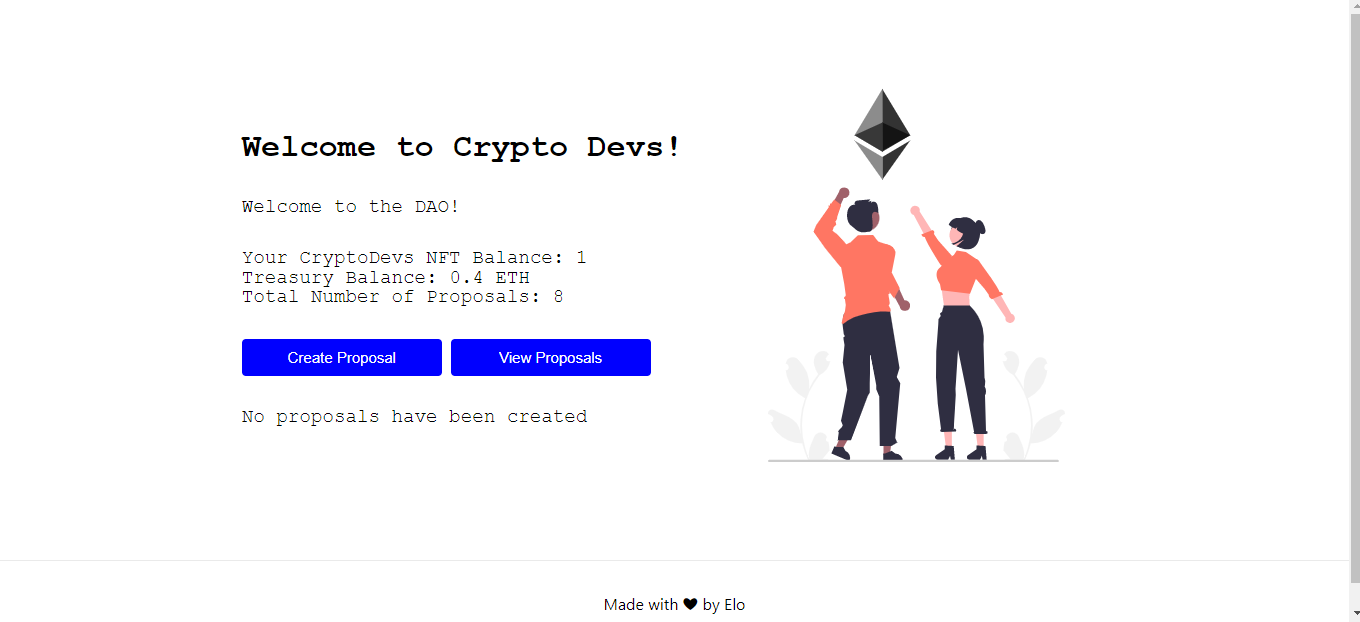 Welcome to Crypto Devs!
Welcome to the DAO!
Your CryptoDevs NFT Balance: 1
Treasury Balance: 0.4 ETH
Total Number of Proposals: 8
Create Proposal
View Proposals
No proposals have been created
Made with ❤ by Elo